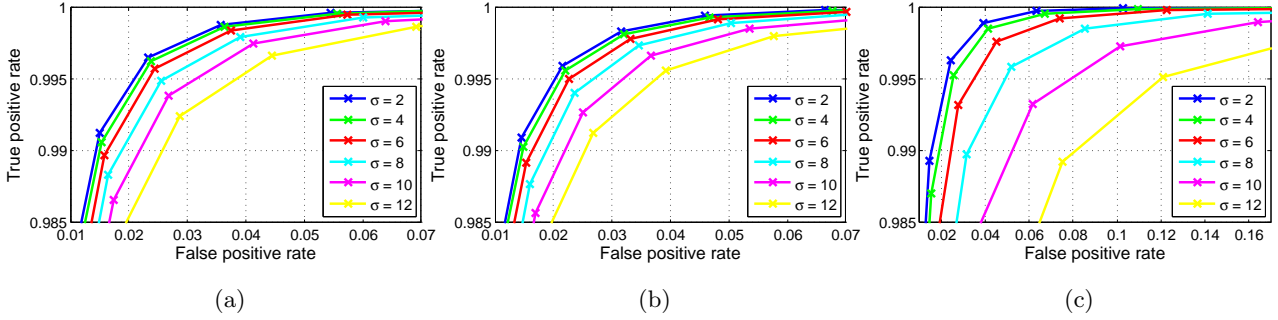 1
0.995
0.99
0.985
True positive rate
0.01 0.02 0.03 0.04 0.05 0.06 0.07
False positive rate
σ = 2
σ = 4
σ = 6
σ = 8
σ = 10
σ = 12
(a)
1
0.995
0.99
0.985
True positive rate
0.01 0.02 0.03 0.04 0.05 0.06 0.07
False positive rate
σ = 2
σ = 4
σ = 6
σ = 8
σ = 10
σ = 12
(b)
1
0.995
0.99
0.985
True positive rate
0.02 0.04 0.06 0.08 0.1 0.12 0.14 0.16
False positive rate
σ = 2
σ = 4
σ = 6
σ = 8
σ = 10
σ = 12
(c)